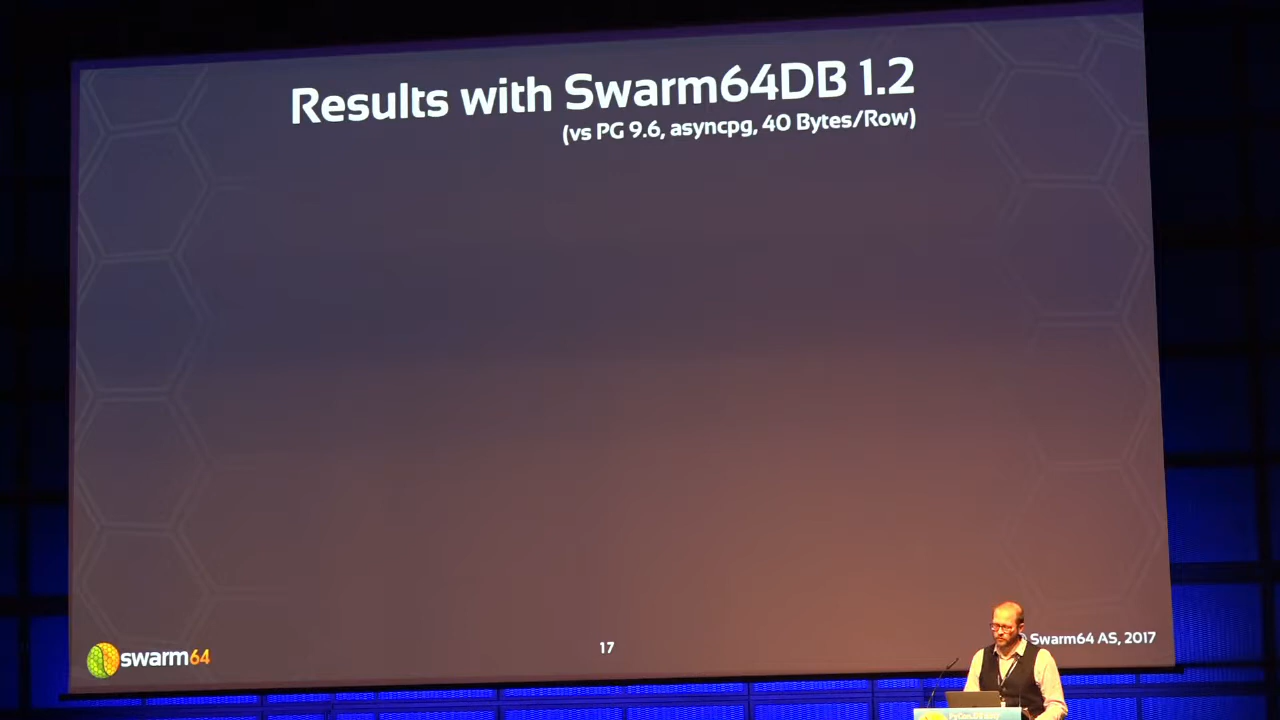 Results with Swarm64DB 1.2
(vs PG 9.6, asyncpg, 40 Bytes/Row)
swarm64
17
Swarm64 AS, 2017